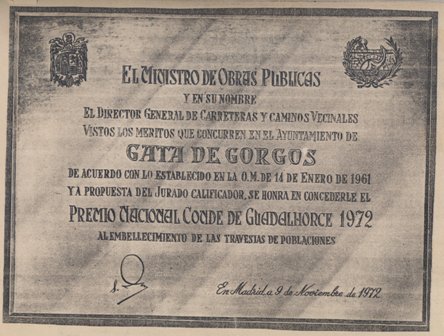 EL MINISTRO DE OBRAS PUBLICAS
Y EN SU NOMBRE
EL DIRECTOR GENERAL DE CARRETERAS Y CAMINOS VECINALES
VISTOS LOS MERITOS QUE CONCURREN EN EL AYUNTAMIENTO DE
GATA DE GORGOS
DE ACUERDO CON LO ESTABLECIDO EN LA O.M. DE 14 DE ENERO DE 1961
Y A PROPUESTA DEL JURADO CALIFICADOR, SE HONRA EN CONCEDERLE EL
PREMIO NACIONAL CONDE DE GUADALHORCE 1972
AL EMBELLECIMIENTO DE LAS TRAVESIAS DE POBLACIONES
En Madrid a 9 de Noviembre de 1972